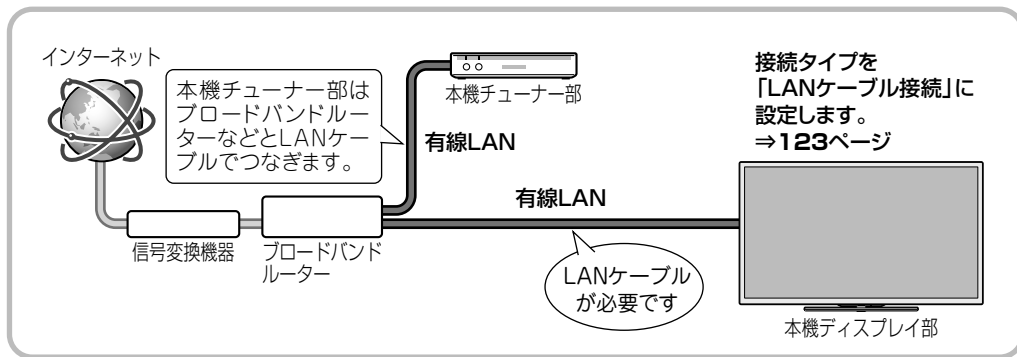 インターネット
本機チューナー部は
ブロードバンドルー
ターなどとLANケー
ブルでつなぎます。
本機チューナー部
有線LAN
接続タイプを
「LANケーブル接続」に
設定します。
⇒123ページ
有線LAN
信号変換機器
ブロードバンド
ルーター
LANケーブル
が必要です
本機ディスプレイ部